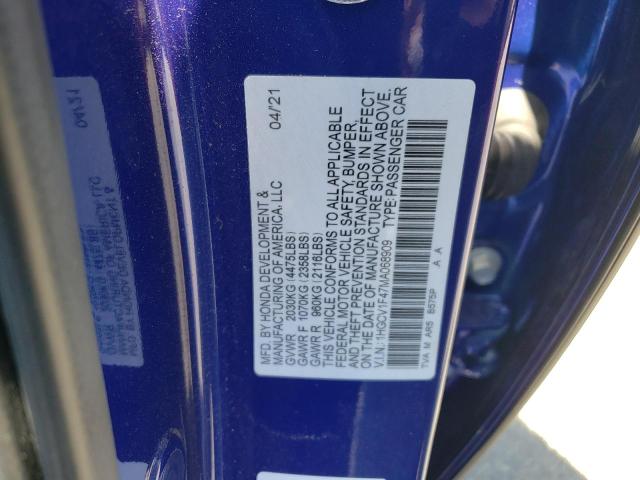 MFD. BY HONDA DEVELOPMENT &
MANUFACTURING OF AMERICA, LLC 04/21
GVWR 2030KG (4475LBS)
GAWR F 1070KG (2358LBS)
GAWR R 960KG (2116LBS)
THIS VEHICLE CONFORMS TO ALL APPLICABLE
FEDERAL MOTOR VEHICLE SAFETY, BUMPER,
AND THEFT PREVENTION STANDARDS IN EFFECT
ON THE DATE OF MANUFACTURE SHOWN ABOVE.
V.I.N.: 1HGCV1F47MA068909 TYPE:PASSENGER CAR
TVA M AR5 B575P A A